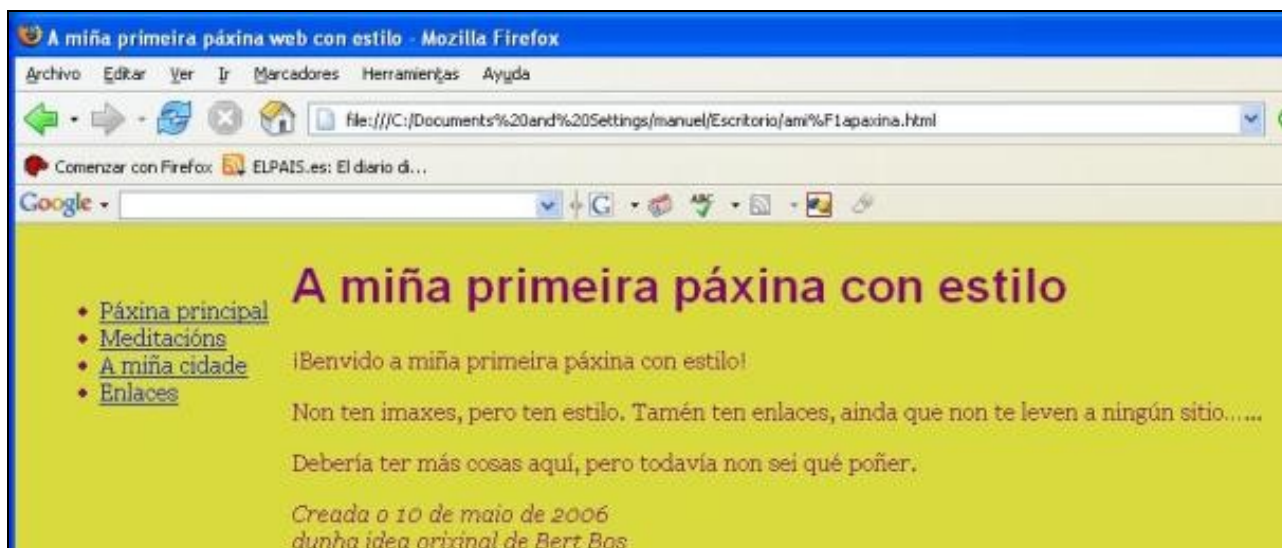 A miña primeira páxina web con estilo - Mozilla Firefox
Archivo Editar Ver Ir Marcadores Herramientas Ayuda
file:///C:/Documents%20and%20Settings/manuel/Escritorio/ami%F1apaxina.html
Comenzar con Firefox ELPAIS.es: El diario di...
Google
G ABC
A miña primeira páxina con estilo
Páxina principal
Meditacións
A miña cidade
Enlaces
¡Benvido a miña primeira páxina con estilo!
Non ten imaxes, pero ten estilo. Tamén ten enlaces, ainda que non te leven a ningún sitio......
Debería ter más cosas aquí, pero todavía non sei qué poñer.
Creada o 10 de maio de 2006
dunha idea orixinal de Bert Bos